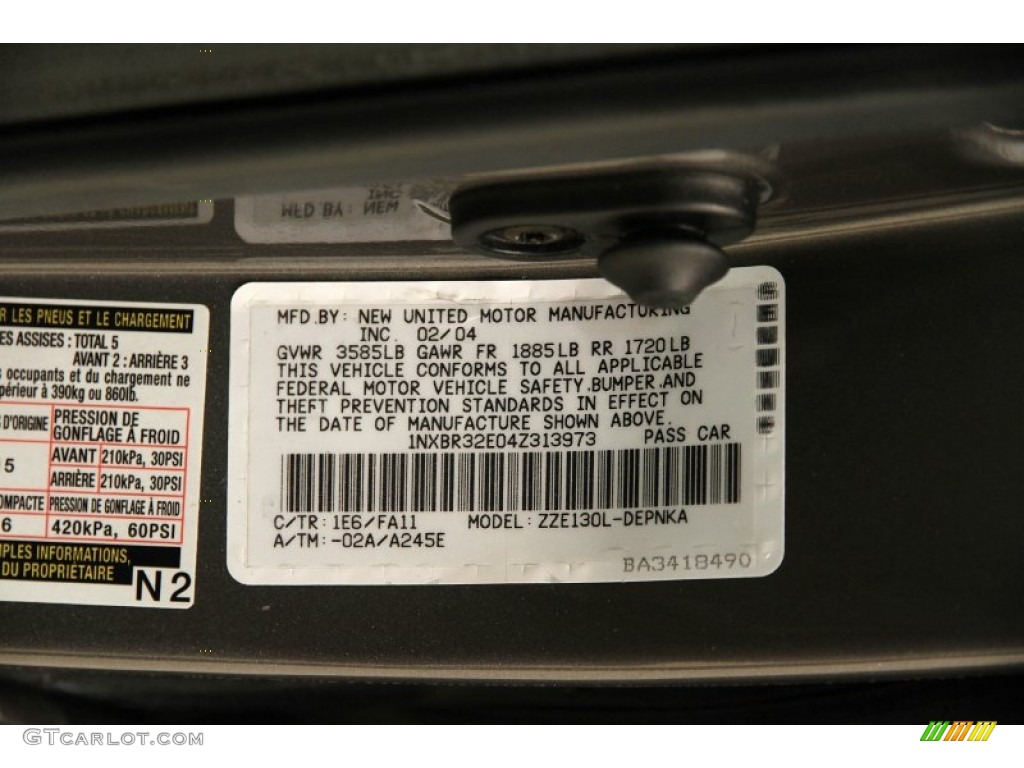 MFD BY: NEW
INC
R LES PNEUS ET LE CHARGEMENT
ES ASSISES : TOTAL 5
AVANT 2 : ARRIÈRE 3
occupants et du chargement ne
périeur à 390kg ou 860lb.
D'ORIGINE PRESSION DE
GONFLAGE À FROID
5 AVANT 210kPa, 30PSI
ARRIÈRE 210kPa, 30PSI
OMPACTE PRESSION DE GONFLAGE À FROID
6 420kPa, 60PSI
PLES INFORMATIONS,
DU PROPRIÉTAIRE
N2
MFD.BY: NEW UNITED MOTOR MANUFACTURING
INC. 02/04
GVWR 3585LB GAWR FR 1885LB RR 1720LB
THIS VEHICLE CONFORMS TO ALL APPLICABLE
FEDERAL MOTOR VEHICLE SAFETY.BUMPER.AND
THEFT PREVENTION STANDARDS IN EFFECT ON
THE DATE OF MANUFACTURE SHOWN ABOVE.
1NXBR32E04Z313973 PASS CAR
C/TR: 1E6/FA11 MODEL: ZZE130L-DEPNKA
A/TM: -02A/A245E
BA3418490
GTCarlot.com